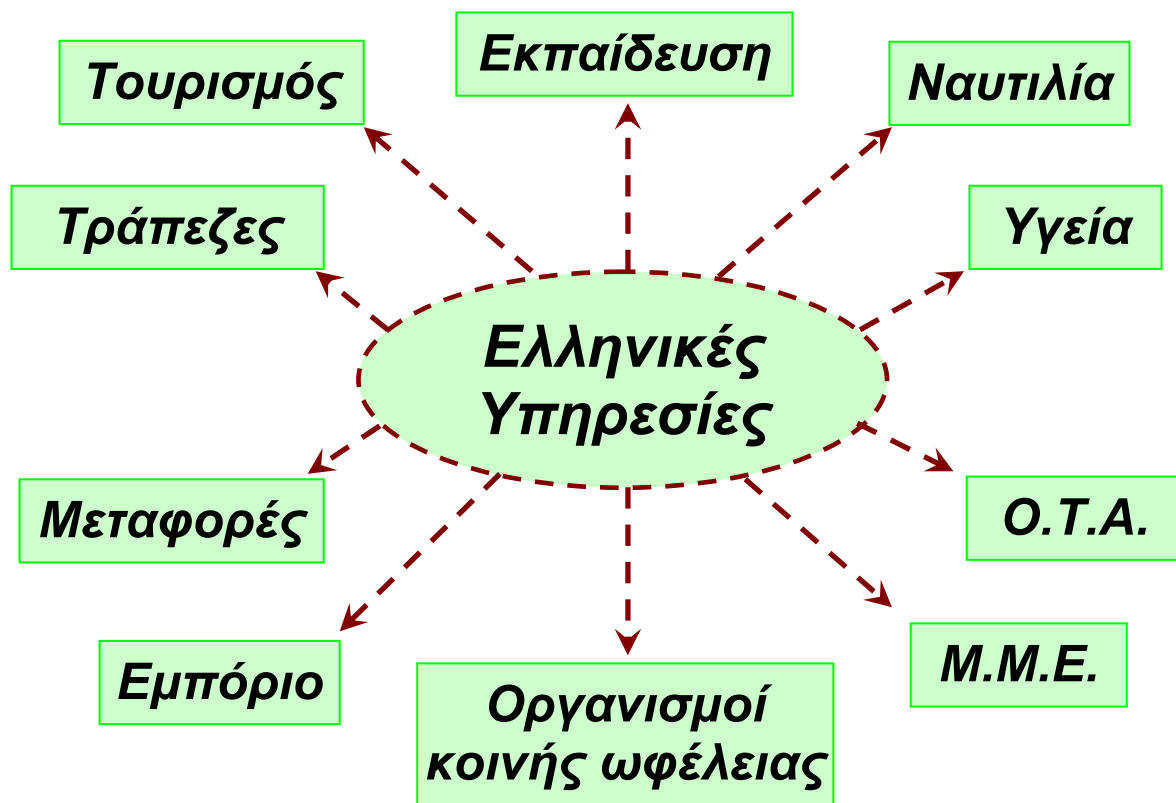 Εκπαίδευση
Τουρισμός
Ναυτιλία
Τράπεζες
Υγεία
Ελληνικές
Υπηρεσίες
Μεταφορές
Ο.Τ.Α.
Εμπόριο
Μ.Μ.Ε.
Οργανισμοί
κοινής ωφέλειας